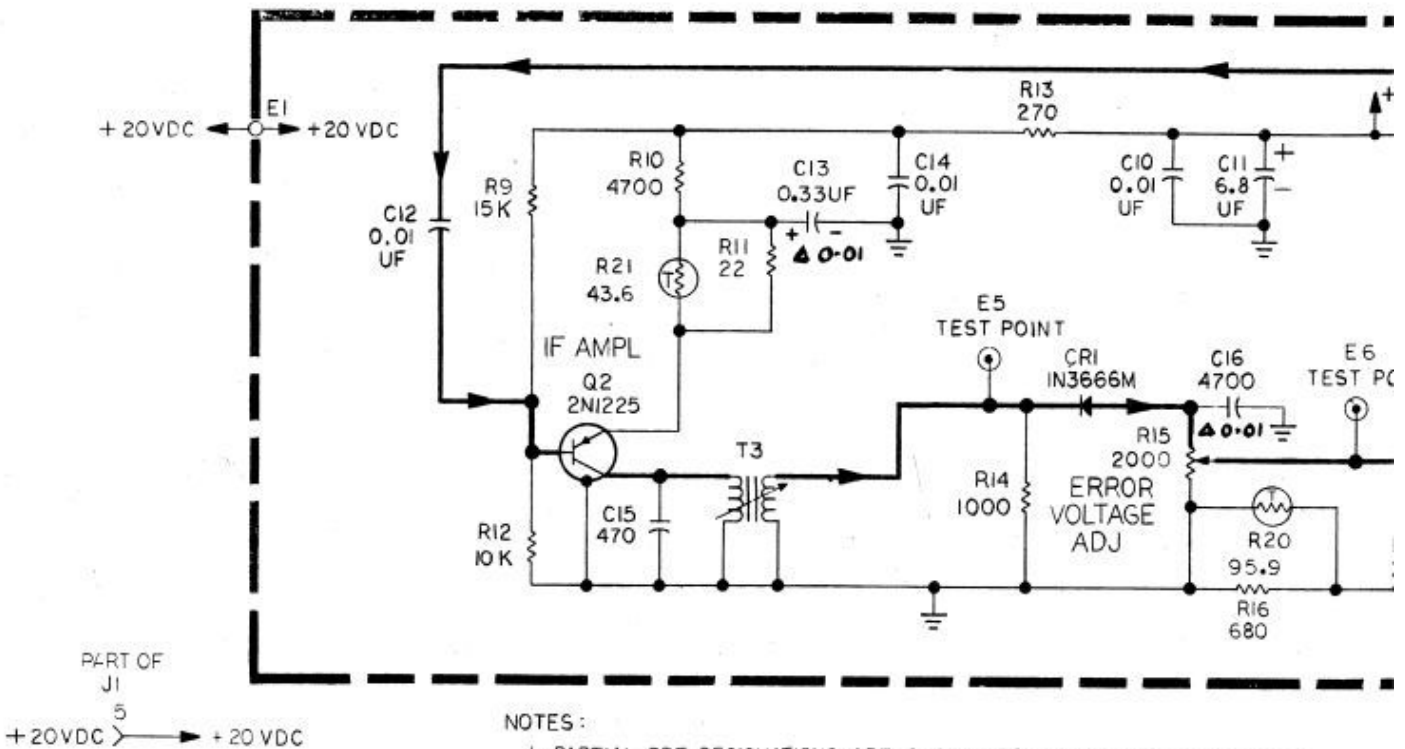 E1
+20VDC
+20 VDC
R13
270
+
R9
15K
R10
4700
C13
0.33UF
+ -
Δ 0.01
C14
0.01
UF
C10
0.01
UF
C11
6.8
UF
+
-
C12
0.01
UF
R21
43.6
T
R11
22
E5
TEST POINT
IF AMPL
Q2
2N1225
CR1
IN3666M
C16
4700
Δ 0.01
E6
TEST
T3
R15
2000
R14
1000
ERROR
VOLTAGE
ADJ
C15
470
R12
10K
T
R20
95.9
R16
680
PART OF
J1
5
+20VDC
+20 VDC
NOTES: